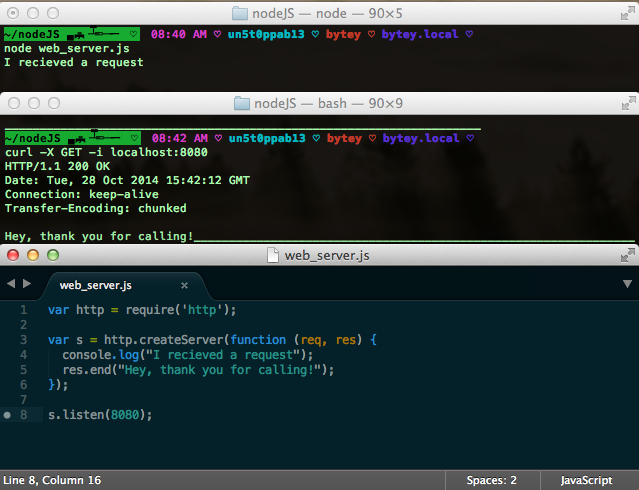 nodeJS — node — 90×5
~/nodeJS ♡ 08:40 AM ♡ un5t0ppab13 ♡ bytey ♡ bytey.local ♡
node web_server.js
I recieved a request
nodeJS — bash — 90×9
~/nodeJS ♡ 08:42 AM ♡ un5t0ppab13 ♡ bytey ♡ bytey.local ♡
curl -X GET -i localhost:8080
HTTP/1.1 200 OK
Date: Tue, 28 Oct 2014 15:42:12 GMT
Connection: keep-alive
Transfer-Encoding: chunked
Hey, thank you for calling!
web_server.js
web_server.js ×
1 var http = require('http');
2
3 var s = http.createServer(function (req, res) {
4 console.log("I recieved a request");
5 res.end("Hey, thank you for calling!");
6 });
7
8 s.listen(8080);
Line 8, Column 16 Spaces: 2 JavaScript